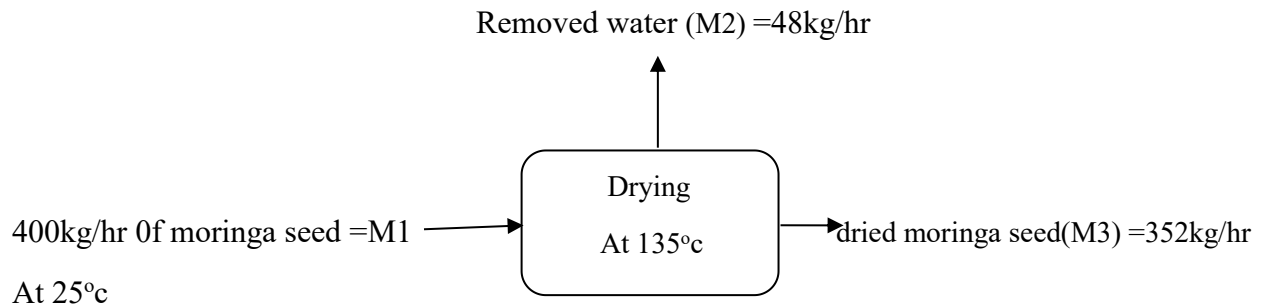 Removed water (M2) =48kg/hr
Drying
At 135°c
400kg/hr 0f moringa seed =M1
At 25°c
dried moringa seed(M3) =352kg/hr